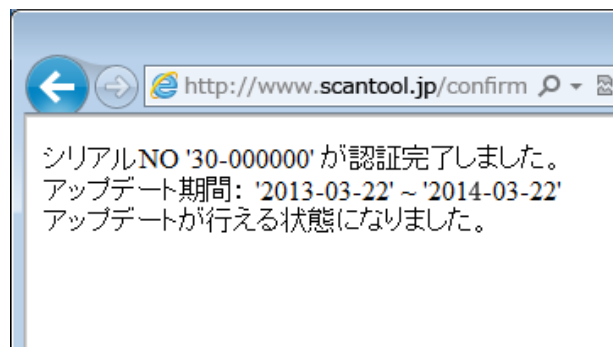 http://www.scantool.jp/confirm
シリアルNO '30-000000' が認証完了しました。
アップデート期間: '2013-03-22' ~ '2014-03-22'
アップデートが行える状態になりました。